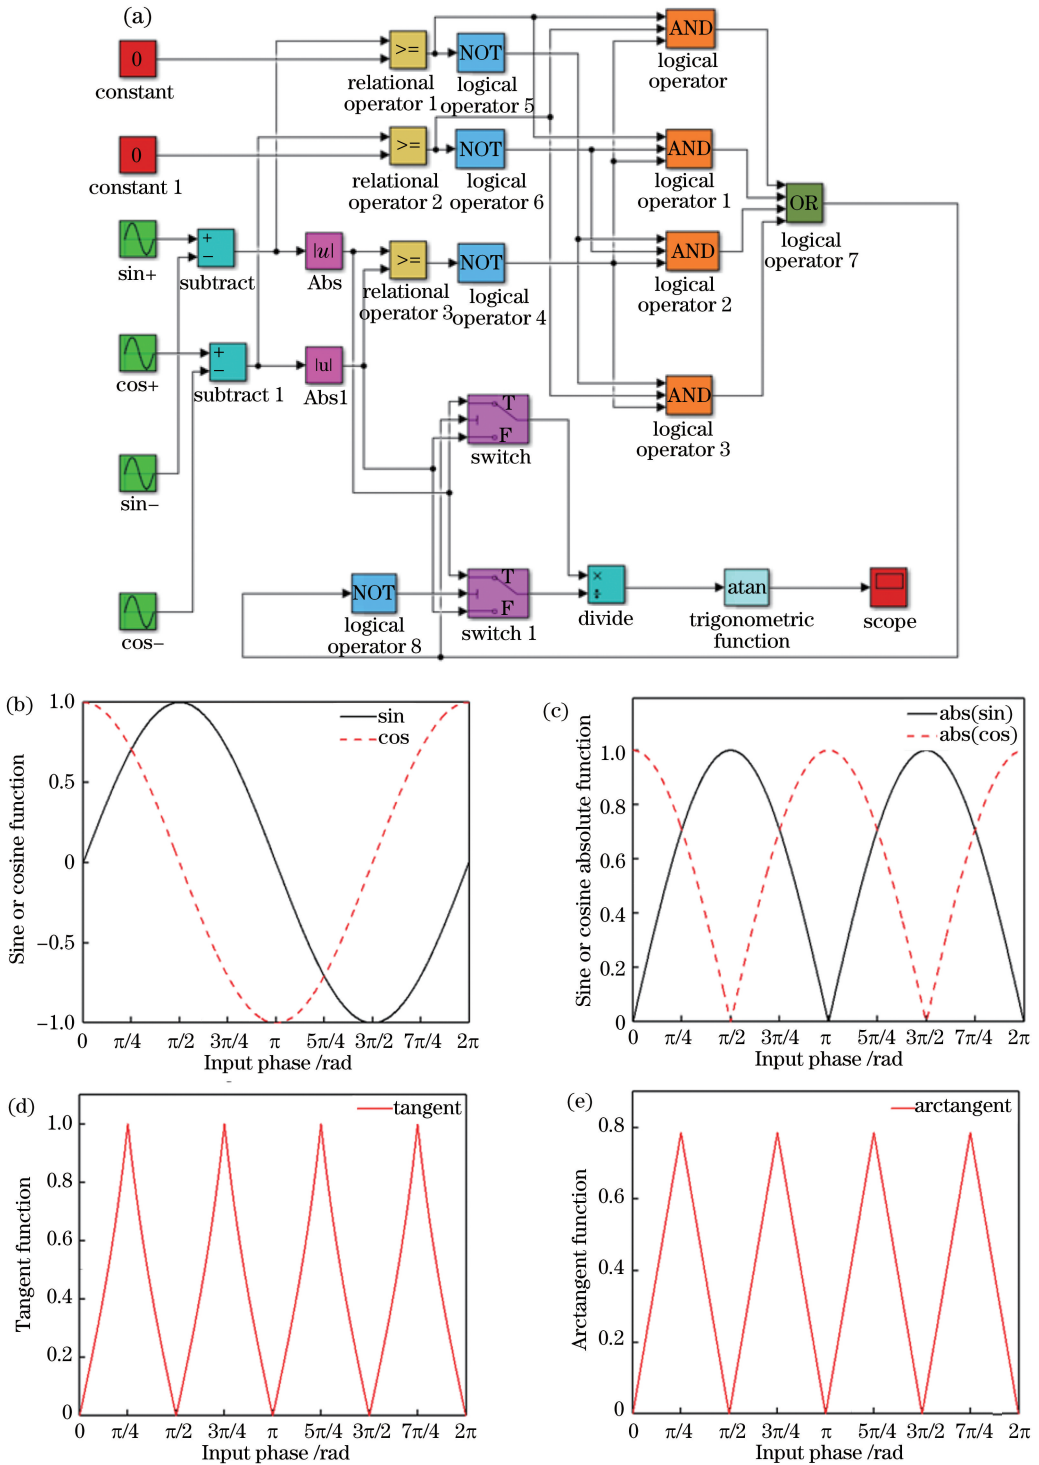 (a)
0
constant
0
constant 1
sin+
cos+
sin−
cos−
+
−
subtract
+
−
subtract 1
|u|
Abs
|u|
Abs1
>=
relational
operator 1
>=
relational
operator 2
>=
relational
operator 3
NOT
logical
operator 5
NOT
logical
operator 6
NOT
logical
operator 4
AND
logical
operator
AND
logical
operator 1
AND
logical
operator 2
AND
logical
operator 3
OR
logical
operator 7
T
F
switch
NOT
logical
operator 8
T
F
switch 1
×
÷
divide
atan
trigonometric
function
scope
(b)
Sine or cosine function
1.0
0.5
0
−0.5
−1.0
sin
cos
0 π/4 π/2 3π/4 π 5π/4 3π/2 7π/4 2π
Input phase /rad
(c)
Sine or cosine absolute function
1.0
0.8
0.6
0.4
0.2
0
abs(sin)
abs(cos)
0 π/4 π/2 3π/4 π 5π/4 3π/2 7π/4 2π
Input phase /rad
(d)
Tangent function
1.0
0.8
0.6
0.4
0.2
0
tangent
0 π/4 π/2 3π/4 π 5π/4 3π/2 7π/4 2π
Input phase /rad
(e)
Arctangent function
0.8
0.6
0.4
0.2
0
arctangent
0 π/4 π/2 3π/4 π 5π/4 3π/2 7π/4 2π
Input phase /rad